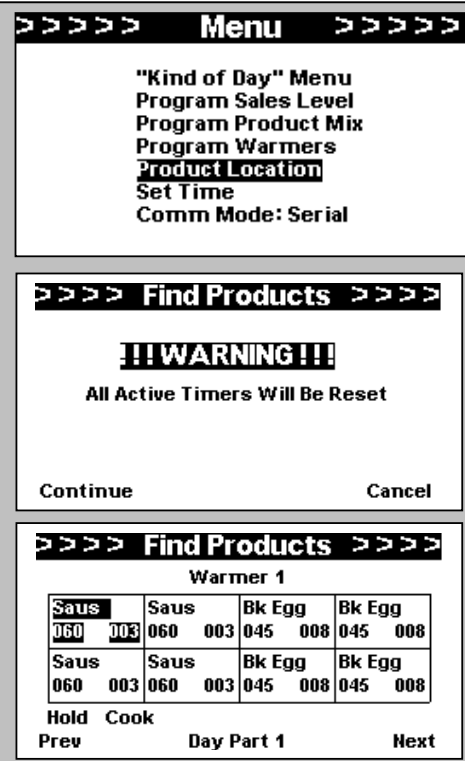 > > > > > Menu > > > > >
"Kind of Day" Menu
Program Sales Level
Program Product Mix
Program Warmers
Product Location
Set Time
Comm Mode: Serial
> > > > Find Products > > > >
!!! WARNING !!!
All Active Timers Will Be Reset
Continue Cancel
> > > > Find Products > > > >
Warmer 1
Saus Saus Bk Egg Bk Egg
060 003 060 003 045 008 045 008
Saus Saus Bk Egg Bk Egg
060 003 060 003 045 008 045 008
Hold Cook
Prev Day Part 1 Next